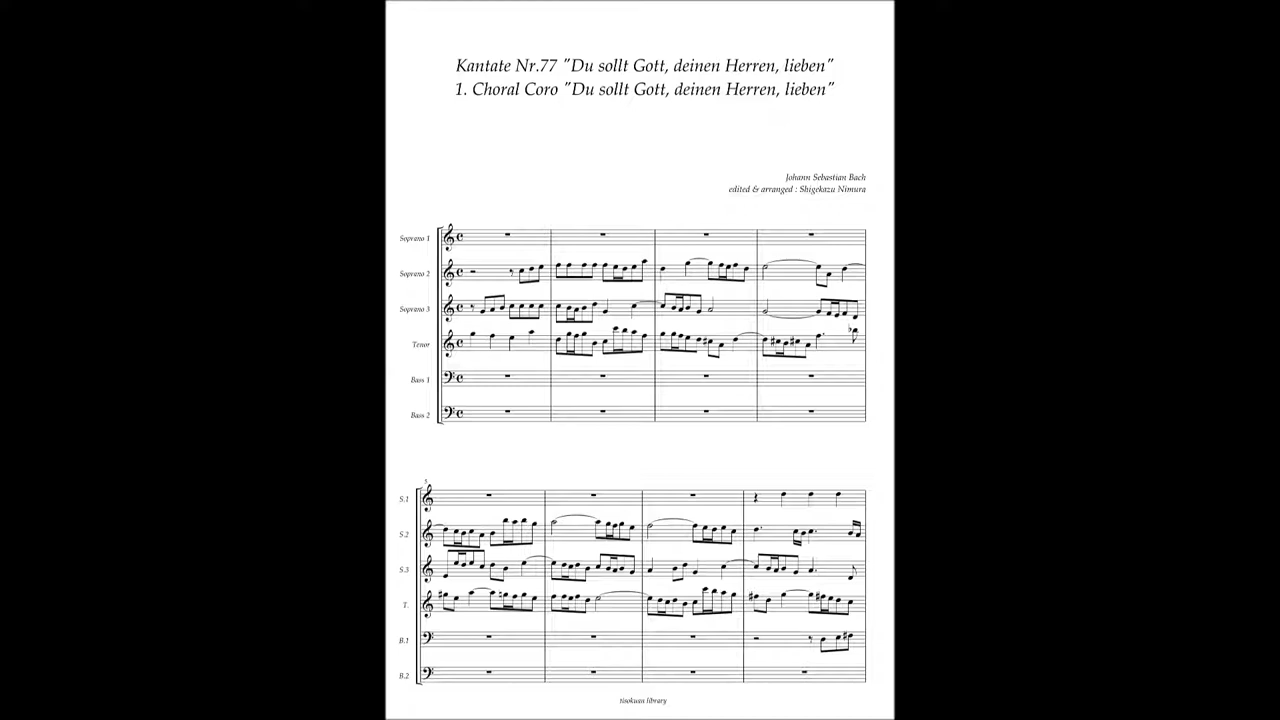 Kantate Nr.77 "Du sollt Gott, deinen Herren, lieben"
1. Choral Coro "Du sollt Gott, deinen Herren, lieben"
Johann Sebastian Bach
edited & arranged : Shigekazu Nimura
Soprano 1
Soprano 2
Soprano 3
Tenor
Bass 1
Bass 2
5
S.1
S.2
S.3
T.
B.1
B.2
tisokuan library